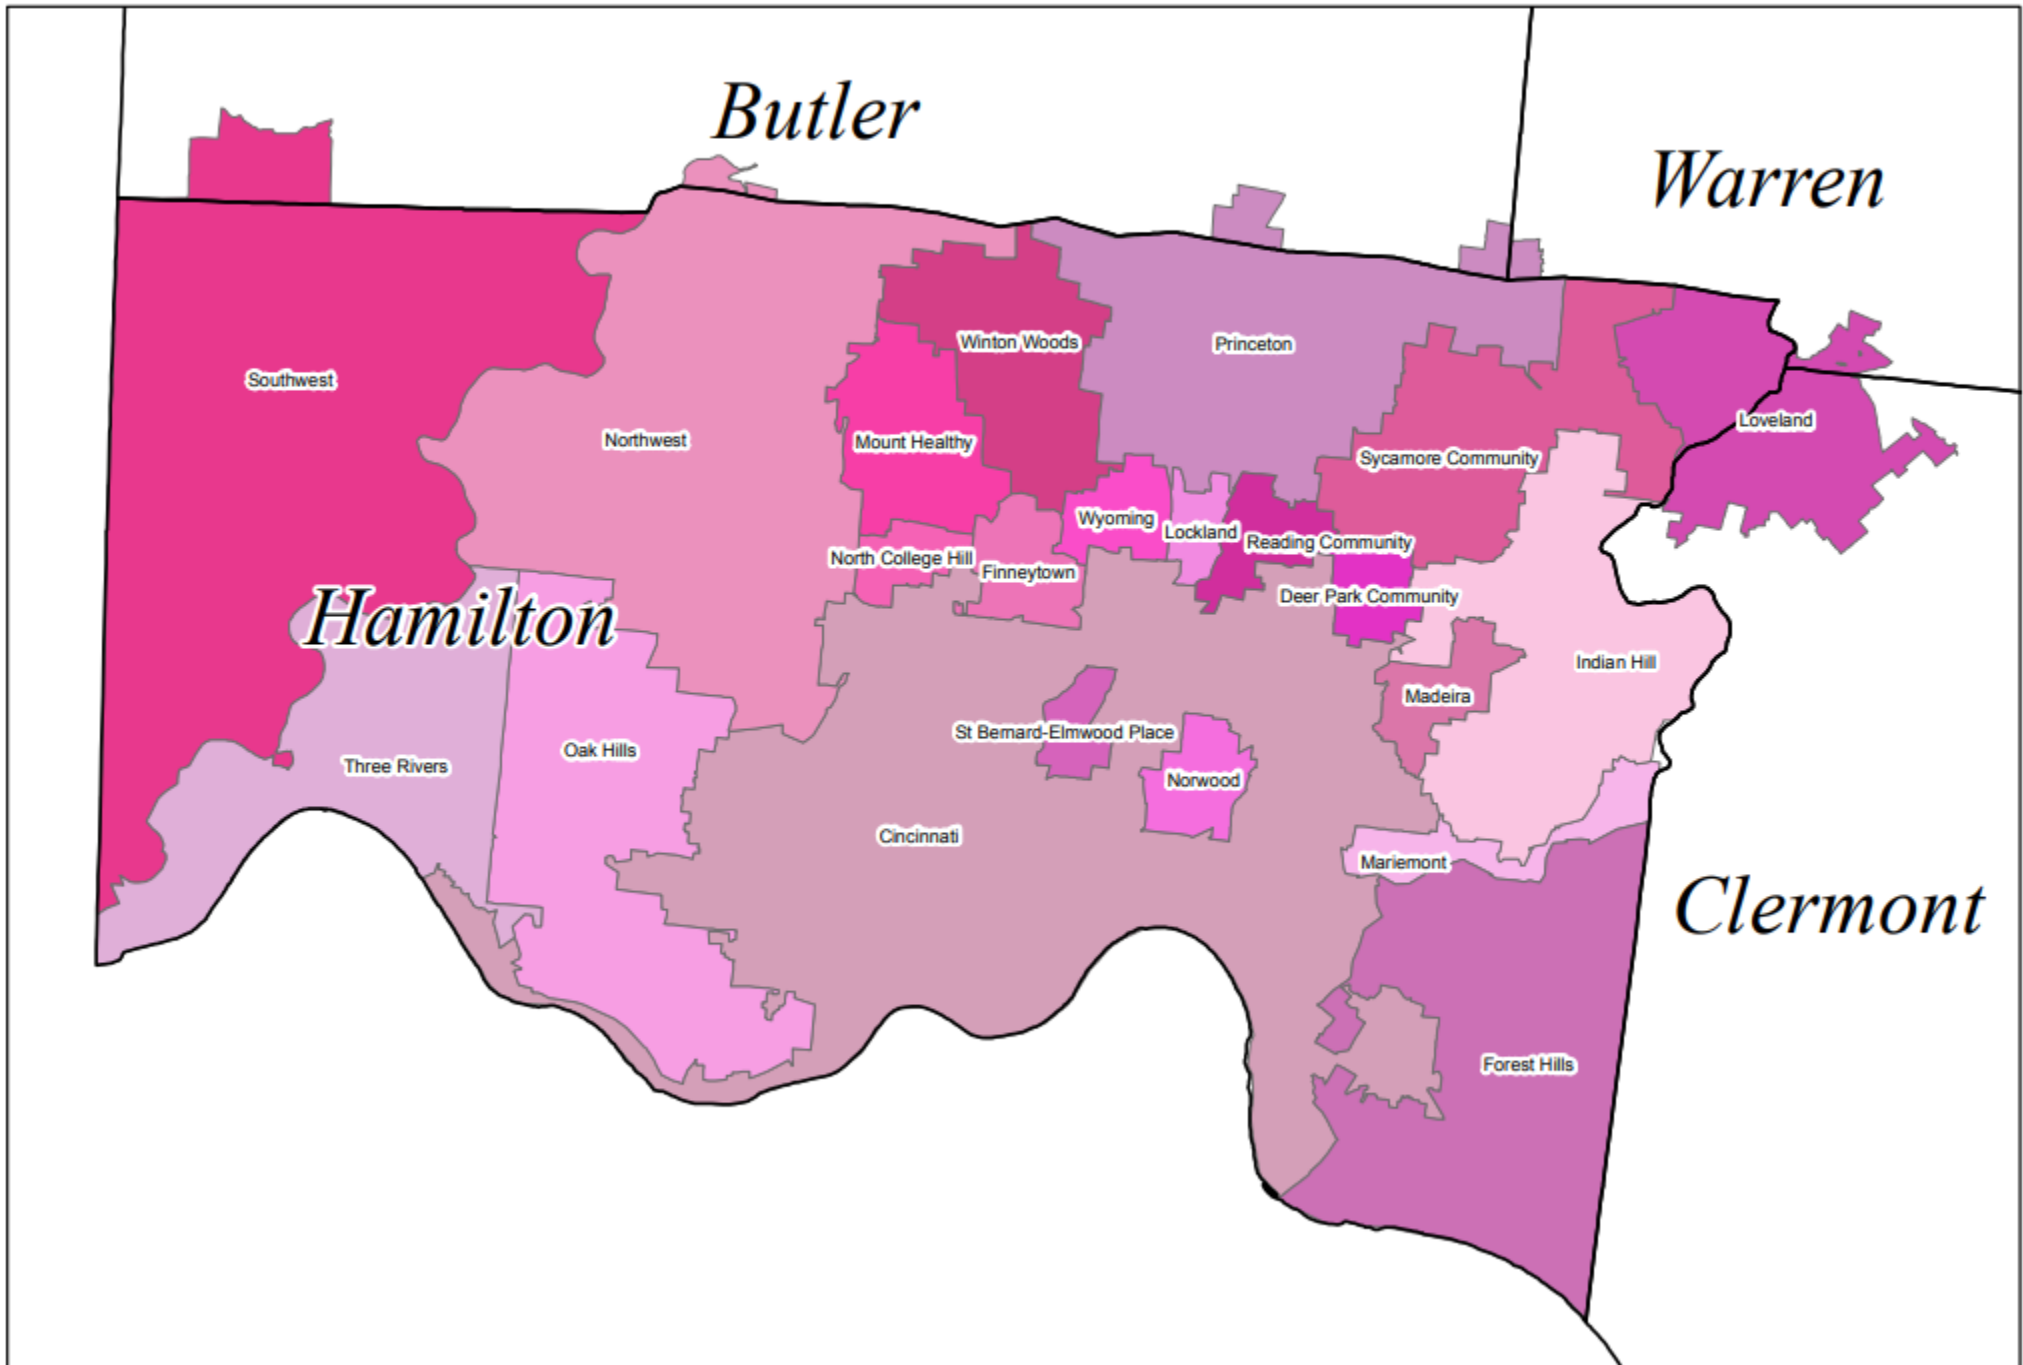 Butler
Warren
Winton Woods
Princeton
Southwest
Loveland
Northwest
Mount Healthy
Sycamore Community
Wyoming
Lockland
Reading Community
North College Hill
Finneytown
Deer Park Community
Hamilton
Indian Hill
Madeira
St Bernard-Elmwood Place
Oak Hills
Three Rivers
Norwood
Cincinnati
Mariemont
Clermont
Forest Hills